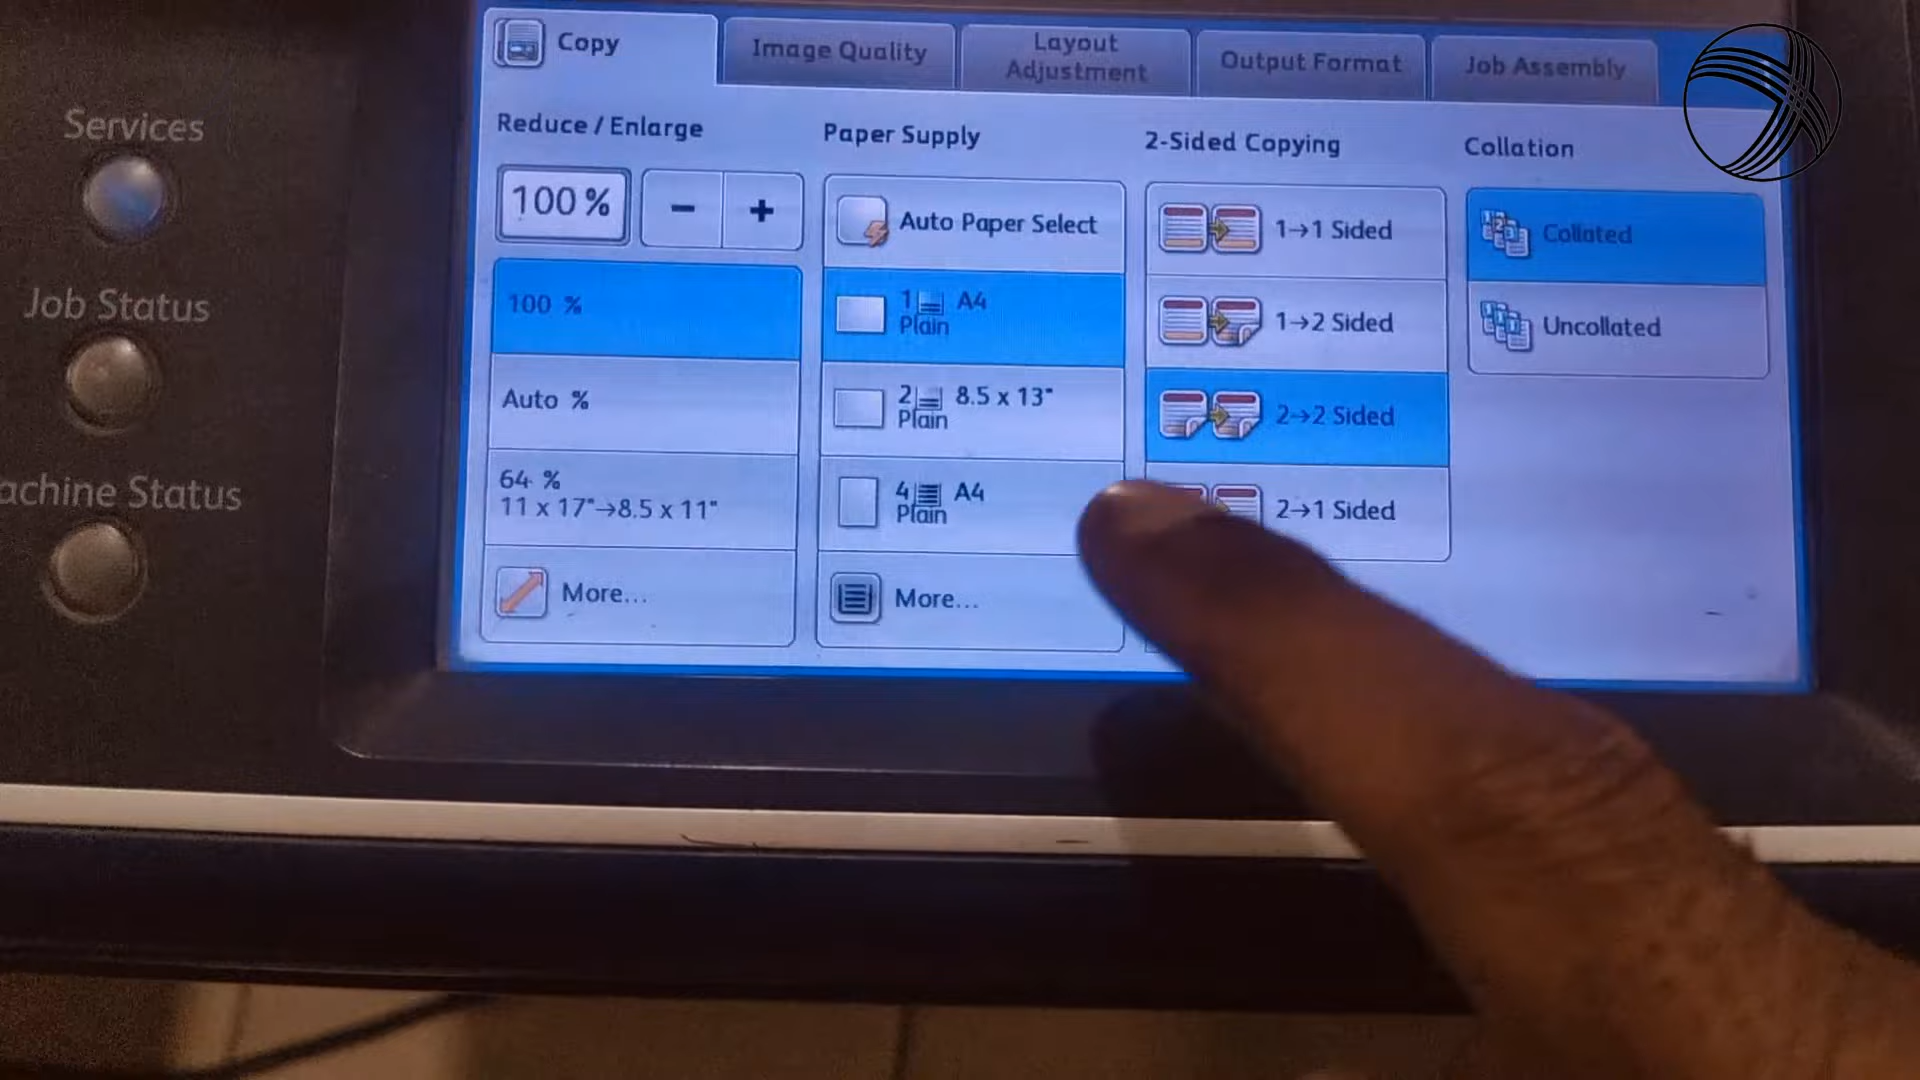 Copy
Image Quality
Layout
Adjustment
Output Format
Job Assembly
Services
Job Status
achine Status
Reduce / Enlarge
100%
-
+
100 %
Auto %
64 %
11 x 17"→8.5 x 11"
More...
Paper Supply
Auto Paper Select
1 A4
Plain
2 8.5 x 13"
Plain
4 A4
Plain
More...
2-Sided Copying
1→1 Sided
1→2 Sided
2→2 Sided
2→1 Sided
Collation
Collated
Uncollated